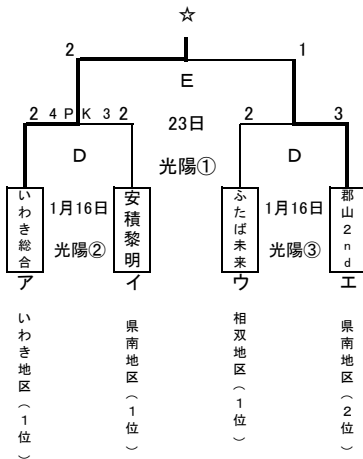 ☆
2 1
E
2 4 P K 3 2 23日 2 3
D 光陽① D
いわき総合 1月16日 光陽② 安積黎明 ふたば未来 1月16日 光陽③ 郡山2nd
ア イ ウ エ
いわき地区(1位) 県南地区(1位) 相双地区(1位) 県南地区(2位)